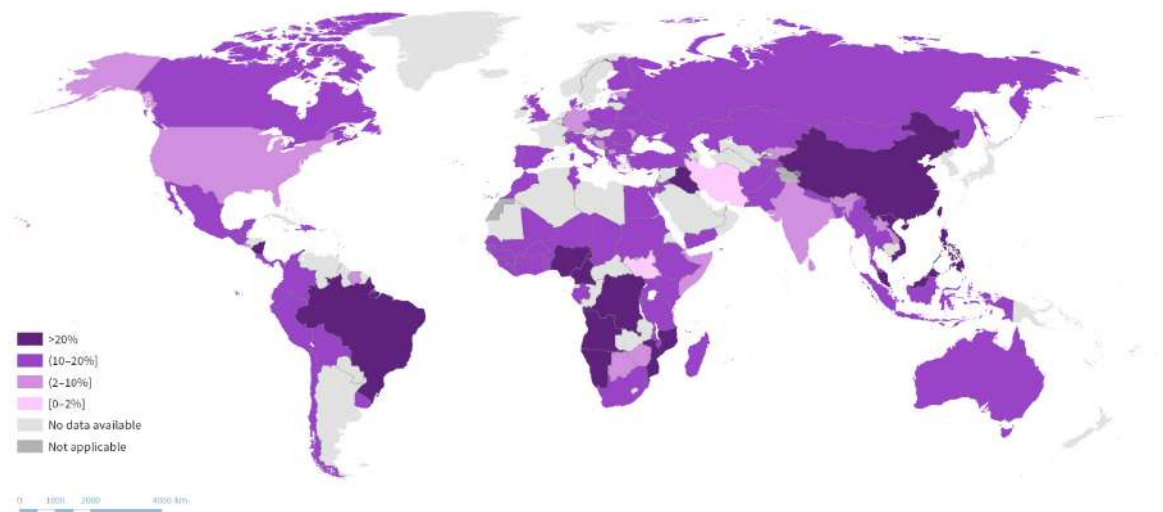 >20%
(10–20%]
(2–10%]
[0–2%]
No data available
Not applicable
0 1000 2000 4000 km